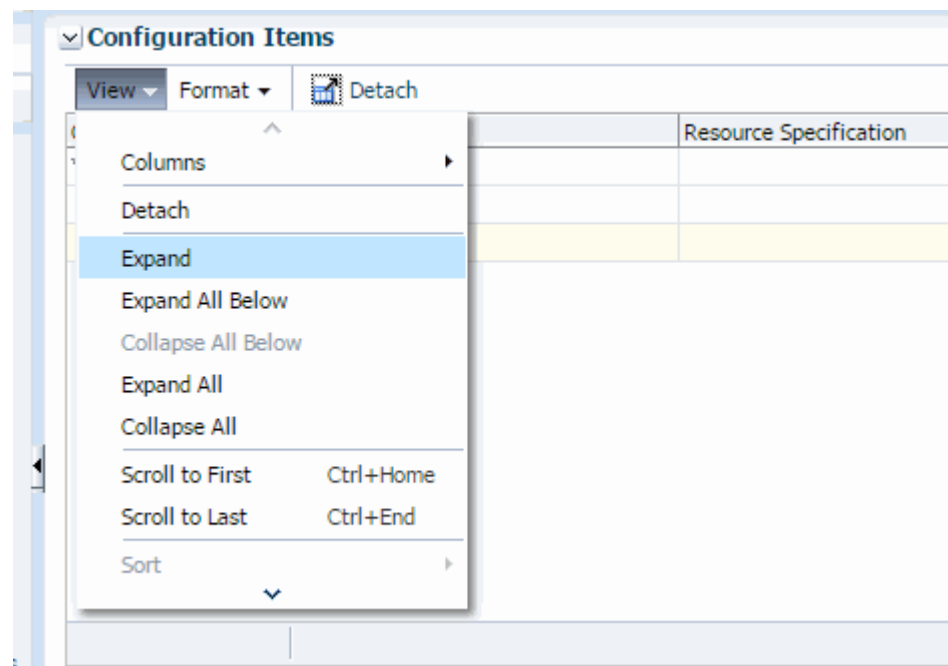 Configuration Items
View Format Detach
Resource Specification
Columns
Detach
Expand
Expand All Below
Collapse All Below
Expand All
Collapse All
Scroll to First Ctrl+Home
Scroll to Last Ctrl+End
Sort